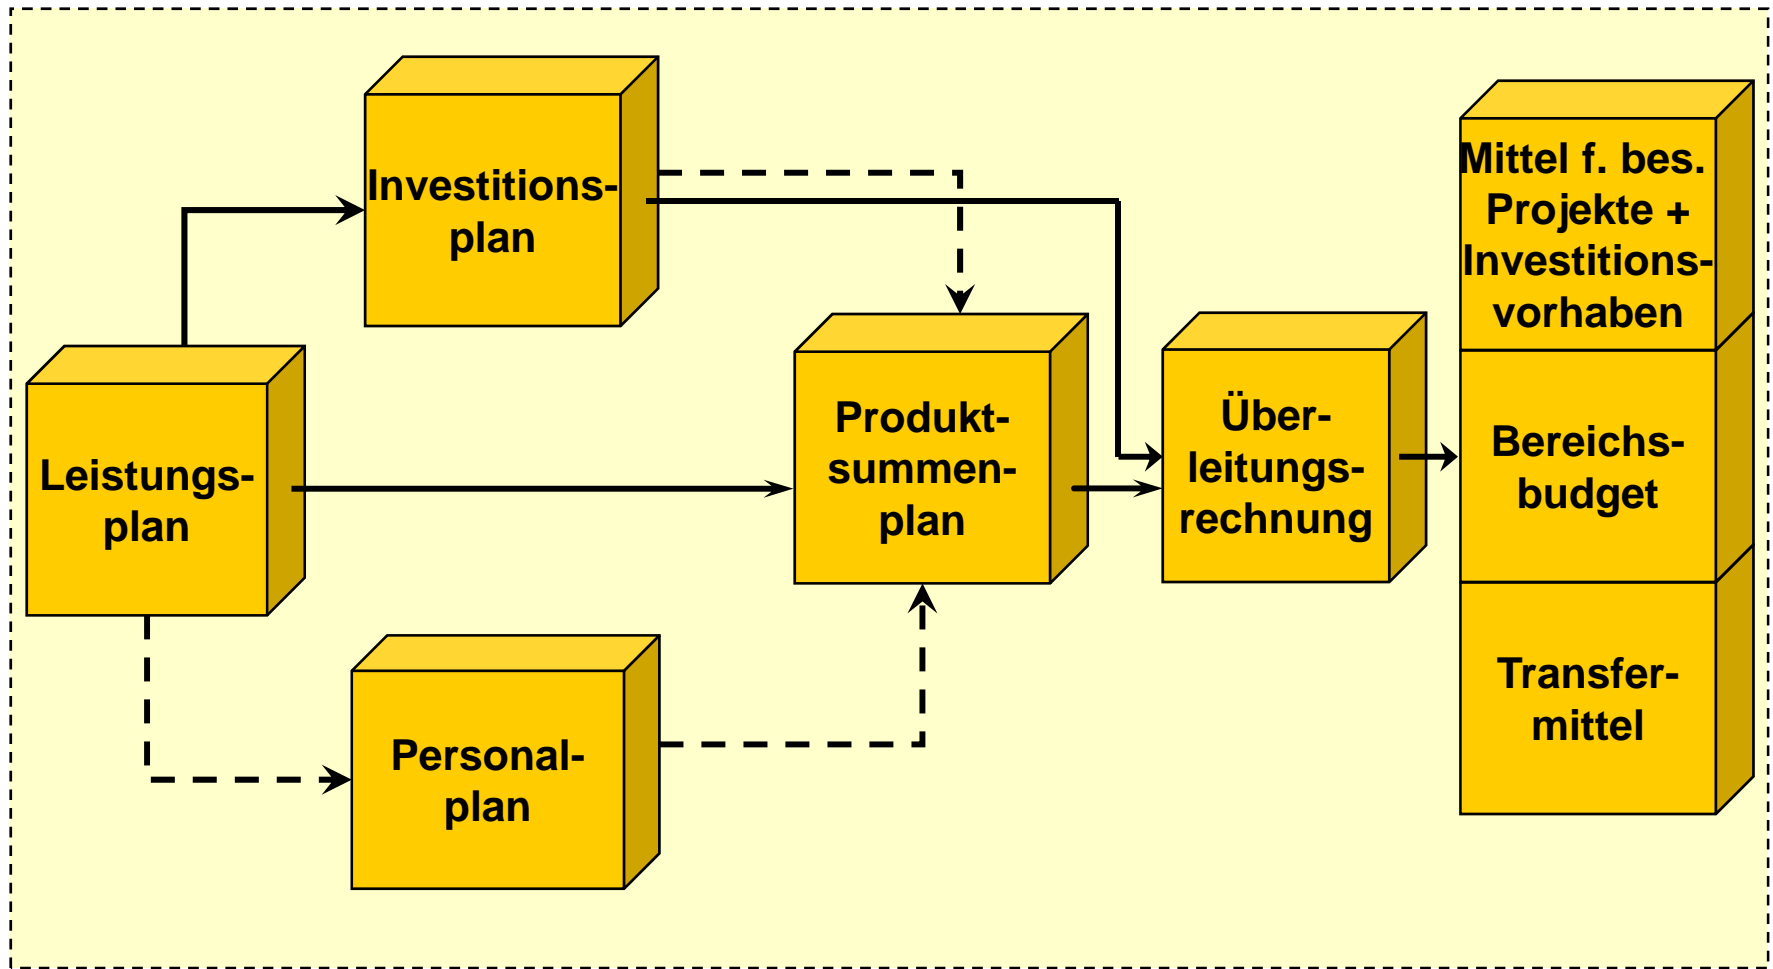 Investitions-
plan
Leistungs-
plan
Personal-
plan
Produkt-
summen-
plan
Über-
leitungs-
rechnung
Mittel f. bes.
Projekte +
Investitions-
vorhaben
Bereichs-
budget
Transfer-
mittel